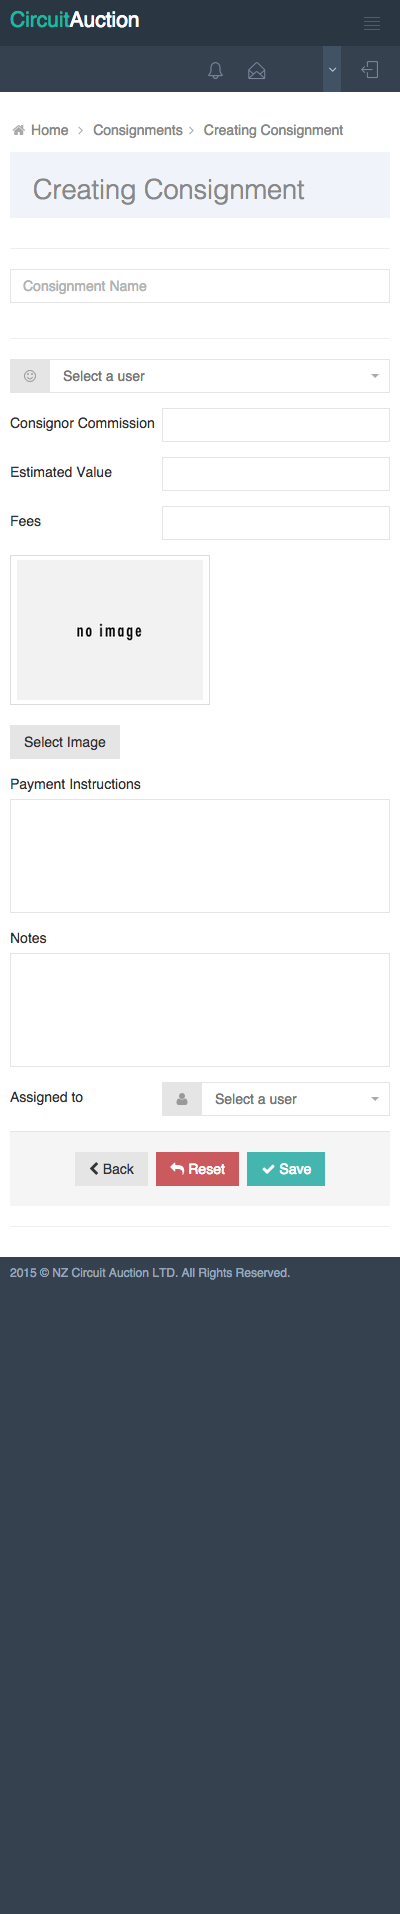 CircuitAuction
Home > Consignments > Creating Consignment
Creating Consignment
Consignment Name
Select a user
Consignor Commission
Estimated Value
Fees
no image
Select Image
Payment Instructions
Notes
Assigned to Select a user
Back Reset Save
2015 © NZ Circuit Auction LTD. All Rights Reserved.